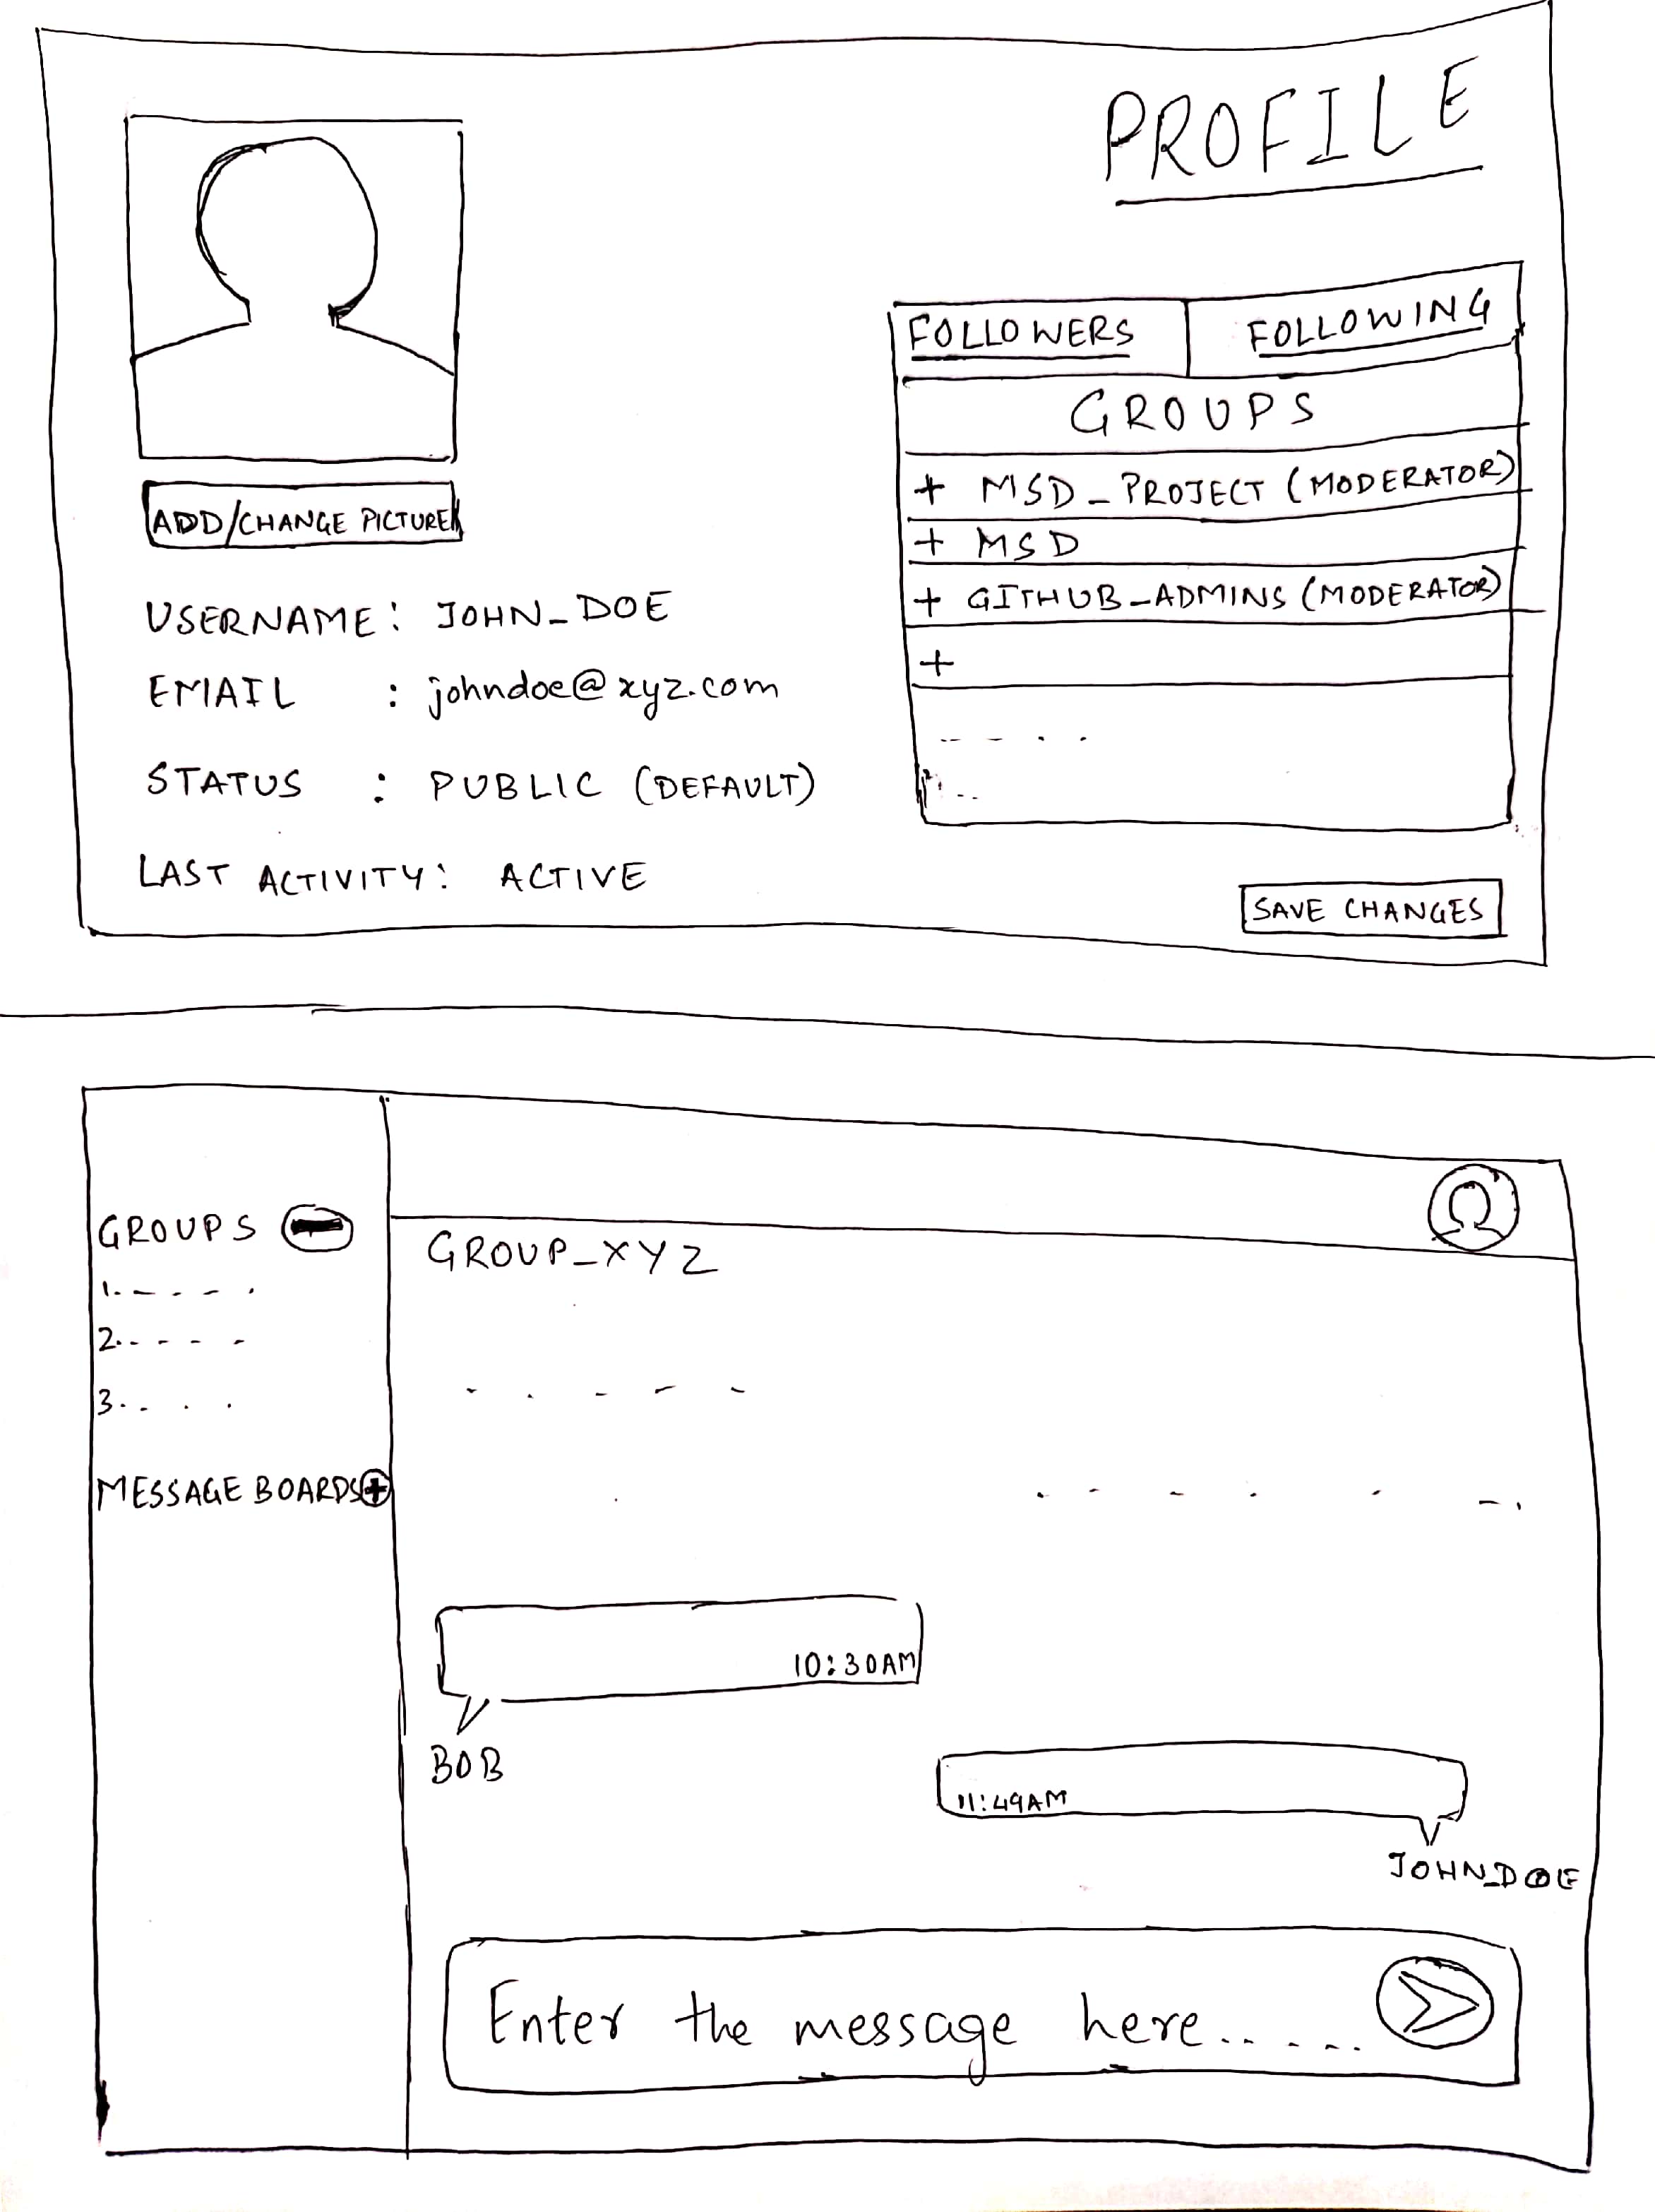 PROFILE
ADD/CHANGE PICTURE
USERNAME: JOHN_DOE
EMAIL : johndoe@xyz.com
STATUS : PUBLIC (DEFAULT)
LAST ACTIVITY: ACTIVE
FOLLOWERS FOLLOWING
GROUPS
+ MSD_PROJECT (MODERATOR)
+ MSD
+ GITHUB_ADMINS (MODERATOR)
+
SAVE CHANGES
GROUPS
1. - - - .
2. - - - -
3. - . .
MESSAGE BOARDS +
GROUP_XYZ
10:30AM
BOB
11:49AM
JOHN_DOE
Enter the message here.....